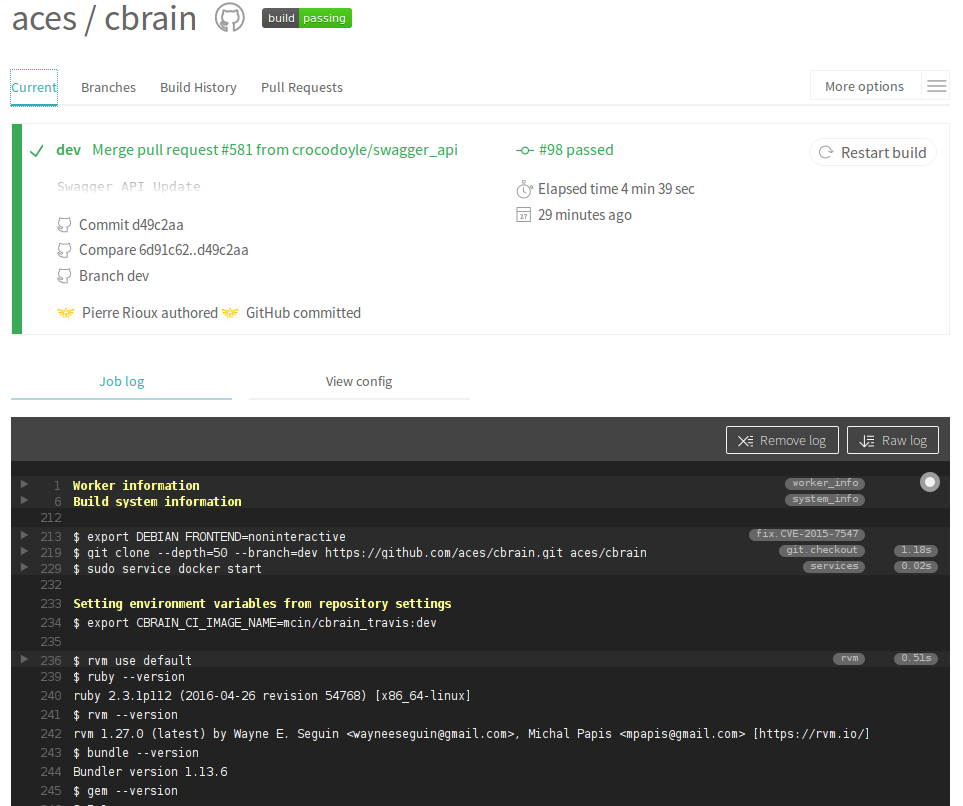 aces / cbrain build passing
Current Branches Build History Pull Requests More options
dev Merge pull request #581 from crocodoyle/swagger_api #98 passed Restart build
Swagger API Update Elapsed time 4 min 39 sec
29 minutes ago
Commit d49c2aa
Compare 6d91c62..d49c2aa
Branch dev
Pierre Rioux authored GitHub committed
Job log View config
Remove log Raw log
1 Worker information worker_info
6 Build system information system_info
212
213 $ export DEBIAN_FRONTEND=noninteractive fix.CVE-2015-7547
219 $ git clone --depth=50 --branch=dev https://github.com/aces/cbrain.git aces/cbrain git.checkout 1.18s
229 $ sudo service docker start services 0.02s
232
233 Setting environment variables from repository settings
234 $ export CBRAIN_CI_IMAGE_NAME=mcin/cbrain_travis:dev
235
236 $ rvm use default rvm 0.51s
239 $ ruby --version
240 ruby 2.3.1p112 (2016-04-26 revision 54768) [x86_64-linux]
241 $ rvm --version
242 rvm 1.27.0 (latest) by Wayne E. Seguin <wayneeseguin@gmail.com>, Michal Papis <mpapis@gmail.com> [https://rvm.io/]
243 $ bundle --version
244 Bundler version 1.13.6
245 $ gem --version